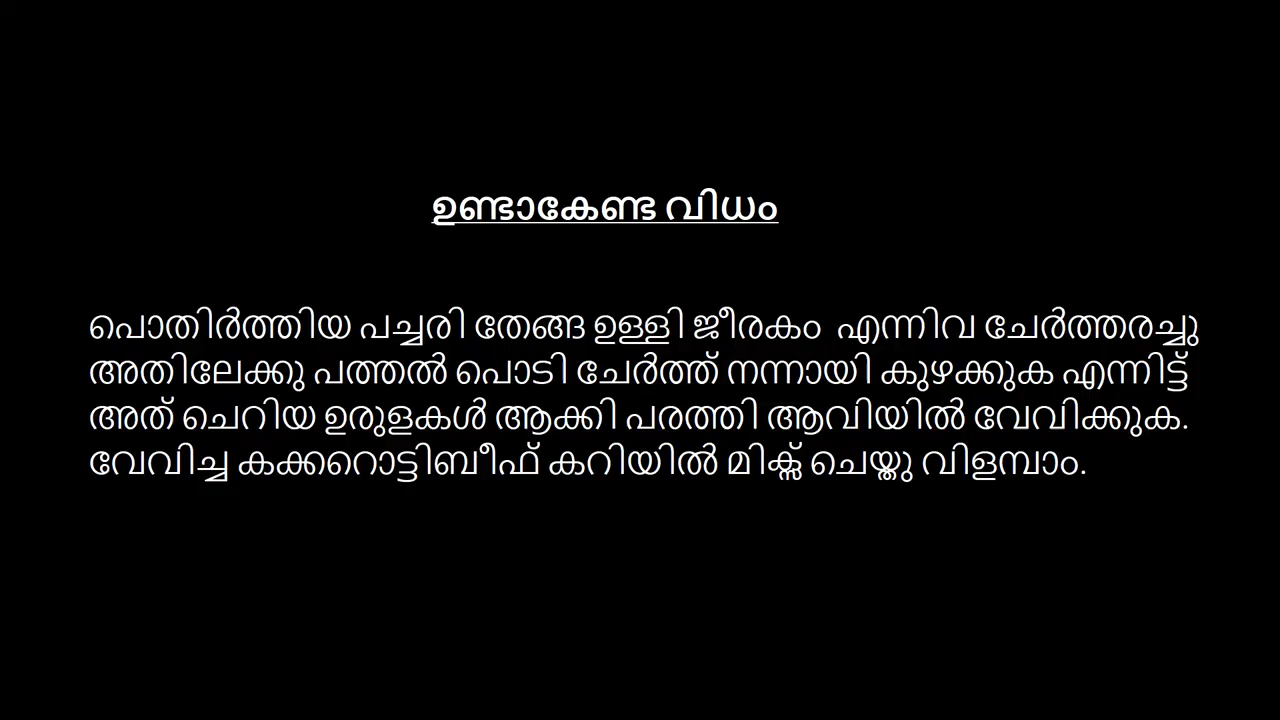 ഉണ്ടാകേണ്ട വിധം
പൊതിർത്തിയ പച്ചരി തേങ്ങ ഉള്ളി ജീരകം എന്നിവ ചേർത്തരച്ചു
അതിലേക്കു പത്തൽ പൊടി ചേർത്ത് നന്നായി കുഴക്കുക എന്നിട്ട്
അത് ചെറിയ ഉരുളകൾ ആക്കി പരത്തി ആവിയിൽ വേവിക്കുക.
വേവിച്ച കക്കറൊട്ടിബീഫ് കറിയിൽ മിക്സ് ചെയ്തു വിളമ്പാം.